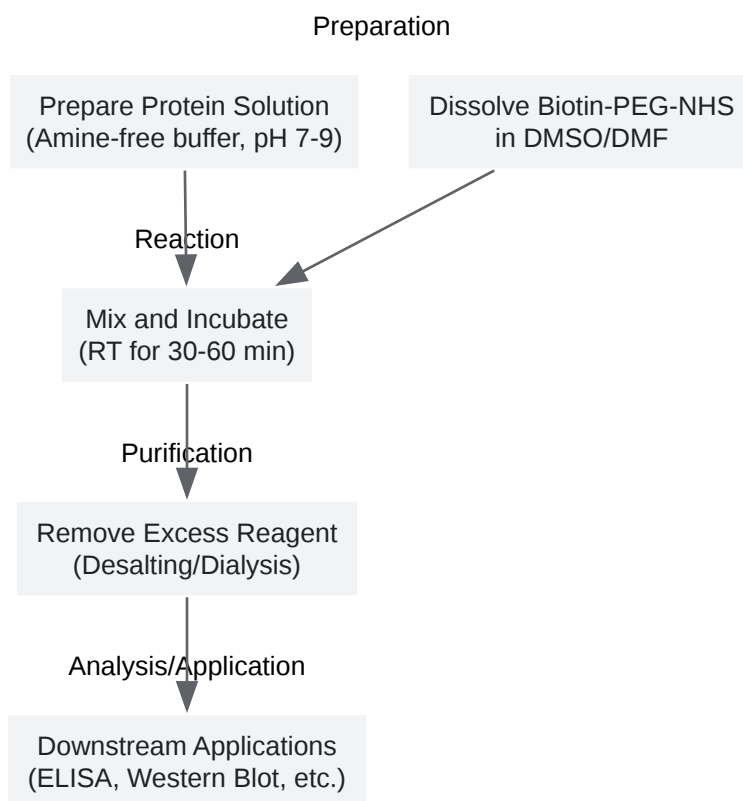 Preparation
Prepare Protein Solution
(Amine-free buffer, pH 7-9)
Dissolve Biotin-PEG-NHS
in DMSO/DMF
Reaction
Mix and Incubate
(RT for 30-60 min)
Purification
Remove Excess Reagent
(Desalting/Dialysis)
Analysis/Application
Downstream Applications
(ELISA, Western Blot, etc.)